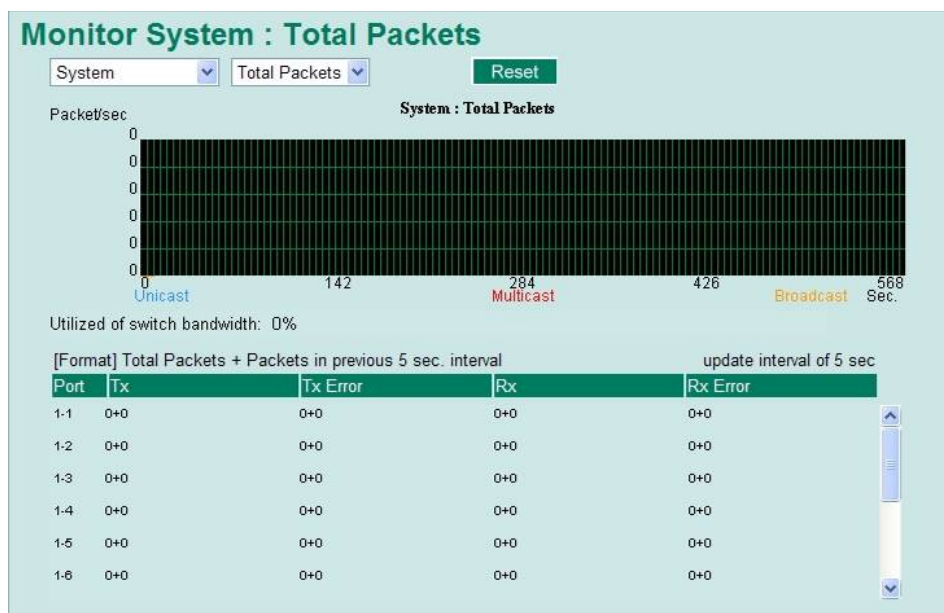 Monitor System : Total Packets
System Total Packets Reset
Packet/sec System : Total Packets
0
0
0
0
0
0
0 142 284 426 568
Unicast Multicast Broadcast Sec.
Utilized of switch bandwidth: 0%
[Format] Total Packets + Packets in previous 5 sec. interval update interval of 5 sec
Port Tx Tx Error Rx Rx Error
1-1 0+0 0+0 0+0 0+0
1-2 0+0 0+0 0+0 0+0
1-3 0+0 0+0 0+0 0+0
1-4 0+0 0+0 0+0 0+0
1-5 0+0 0+0 0+0 0+0
1-6 0+0 0+0 0+0 0+0